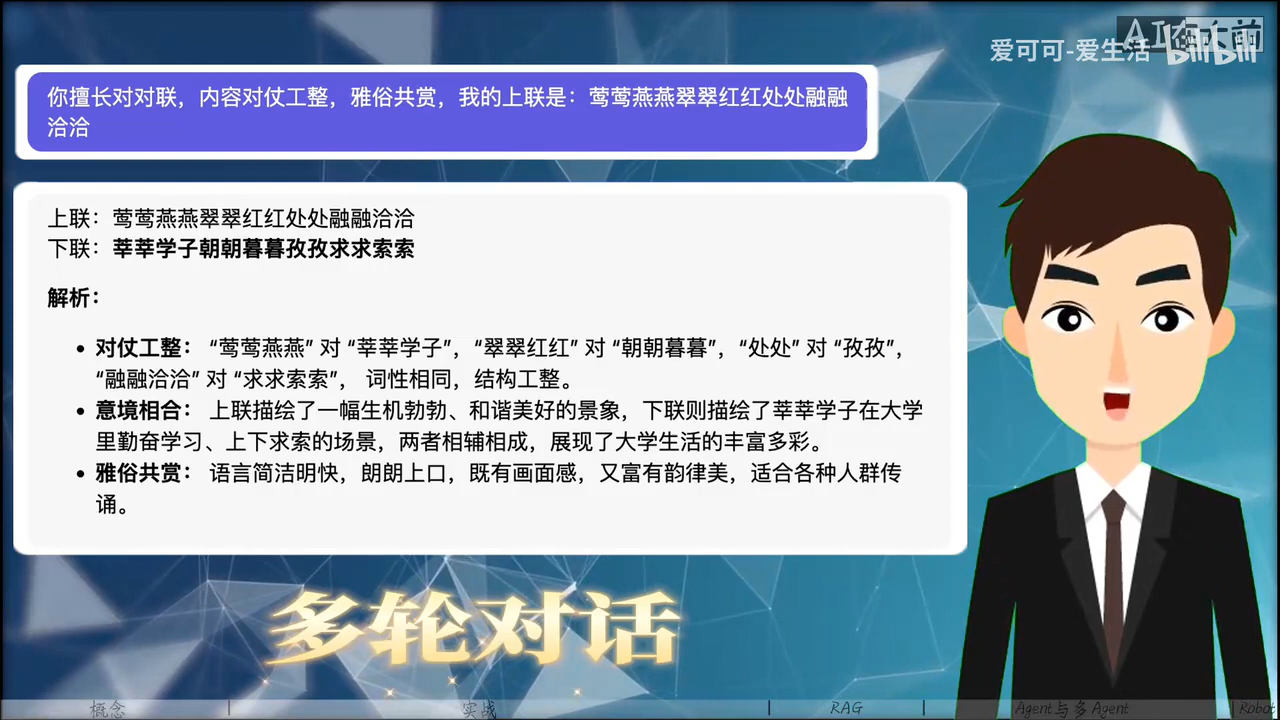 爱可可-爱生活
bilibili
你擅长对对联，内容对仗工整，雅俗共赏，我的上联是：莺莺燕燕翠翠红红处处融融
洽洽
上联：莺莺燕燕翠翠红红处处融融洽洽
下联：莘莘学子朝朝暮暮孜孜求求索索
解析：
• 对仗工整： “莺莺燕燕” 对 “莘莘学子”，“翠翠红红” 对 “朝朝暮暮”，“处处” 对 “孜孜”，
“融融洽洽” 对 “求求索索”， 词性相同，结构工整。
• 意境相合： 上联描绘了一幅生机勃勃、和谐美好的景象，下联则描绘了莘莘学子在大学
里勤奋学习、上下求索的场景，两者相辅相成，展现了大学生活的丰富多彩。
• 雅俗共赏： 语言简洁明快，朗朗上口，既有画面感，又富有韵律美，适合各种人群传
诵。
多轮对话
概念 实战 RAG Agent与多Agent Robot